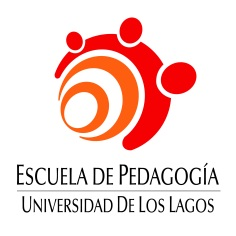 ESCUELA DE PEDAGOGÍA
UNIVERSIDAD DE LOS LAGOS